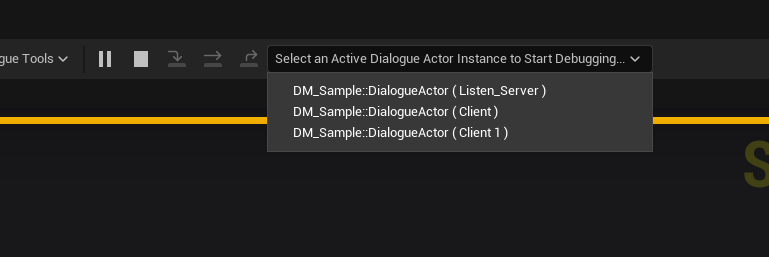 gue Tools
Select an Active Dialogue Actor Instance to Start Debugging...
DM_Sample::DialogueActor ( Listen_Server )
DM_Sample::DialogueActor ( Client )
DM_Sample::DialogueActor ( Client 1 )
S